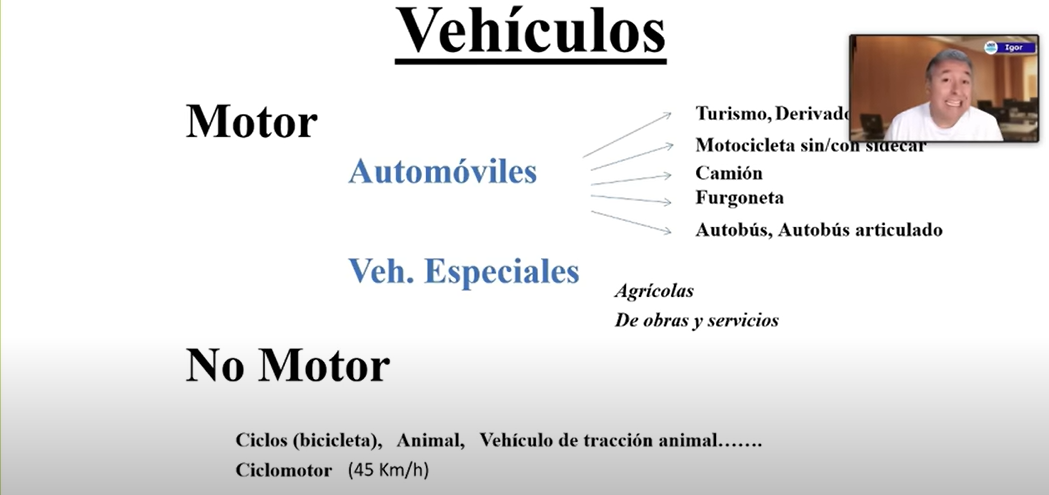 Vehículos
Igor
Motor
Turismo, Derivado
Motocicleta sin/con sidecar
Automóviles
Camión
Furgoneta
Autobús, Autobús articulado
Veh. Especiales
Agrícolas
De obras y servicios
No Motor
Ciclos (bicicleta), Animal, Vehículo de tracción animal.......
Ciclomotor (45 Km/h)